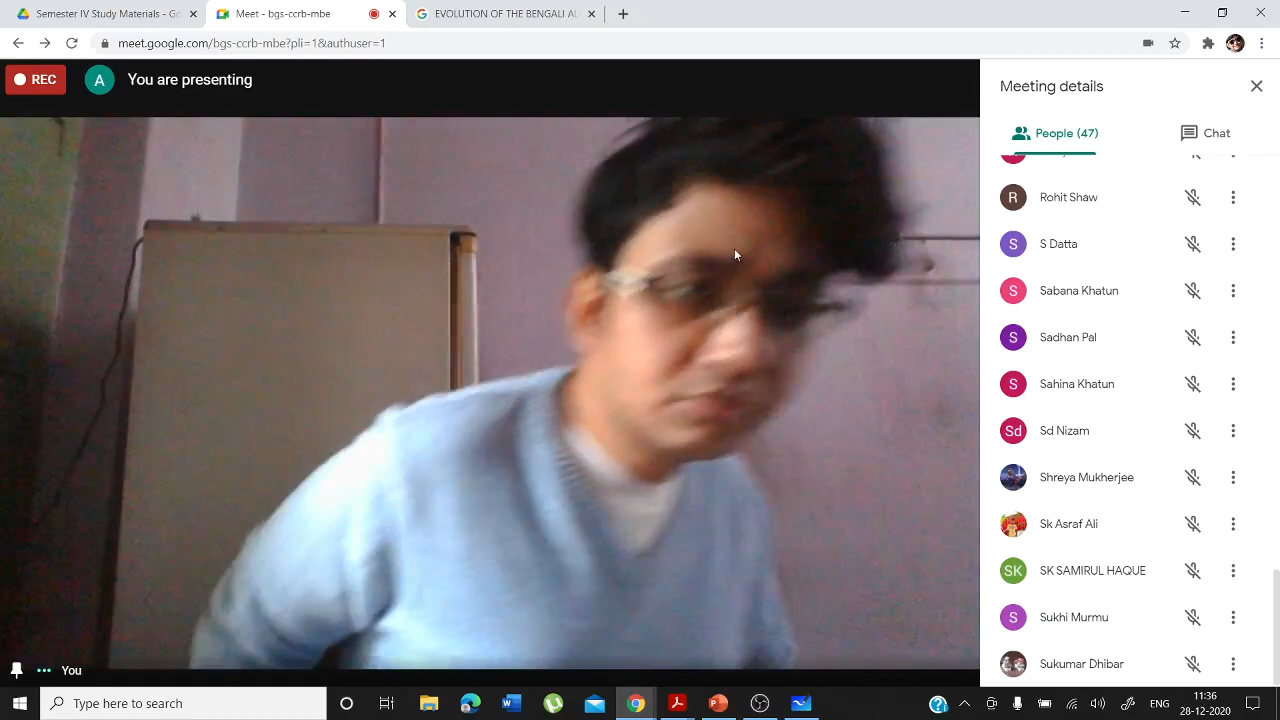 Semester IV Study Materials - Go
Meet - bgs-ccrb-mbe
EVOLUTION OF THE BENGALI AL
meet.google.com/bgs-ccrb-mbe?pli=1&authuser=1
REC
A
You are presenting
Meeting details
People (47)
Chat
R
Rohit Shaw
S
S Datta
S
Sabana Khatun
S
Sadhan Pal
S
Sahina Khatun
Sd
Sd Nizam
Shreya Mukherjee
Sk Asraf Ali
SK
SK SAMIRUL HAQUE
S
Sukhi Murmu
Sukumar Dhibar
You
Type here to search
ENG
11:36
28-12-2020